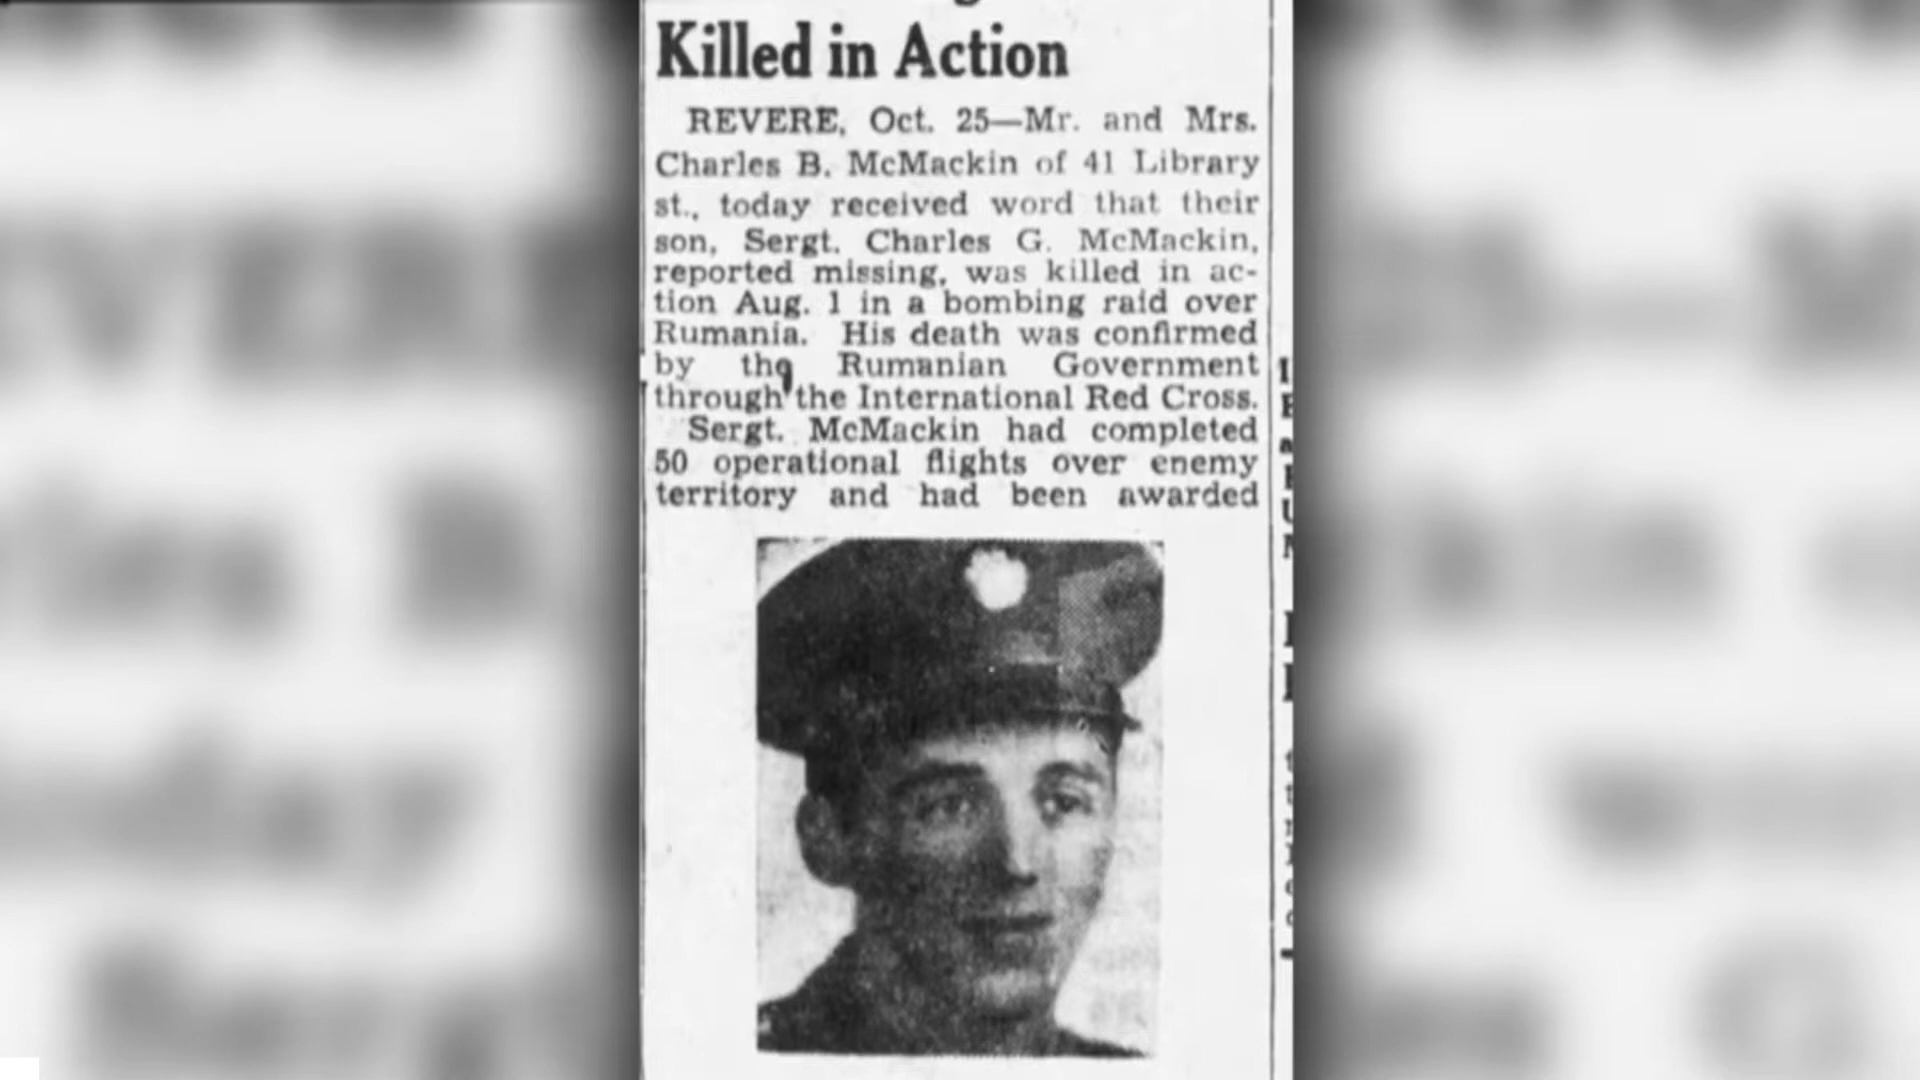 Killed in Action
REVERE, Oct. 25—Mr. and Mrs.
Charles B. McMackin of 41 Library
st., today received word that their
son, Sergt. Charles G. McMackin,
reported missing, was killed in ac-
tion Aug. 1 in a bombing raid over
Rumania. His death was confirmed
by the Rumanian Government
through the International Red Cross.
Sergt. McMackin had completed
50 operational flights over enemy
territory and had been awarded